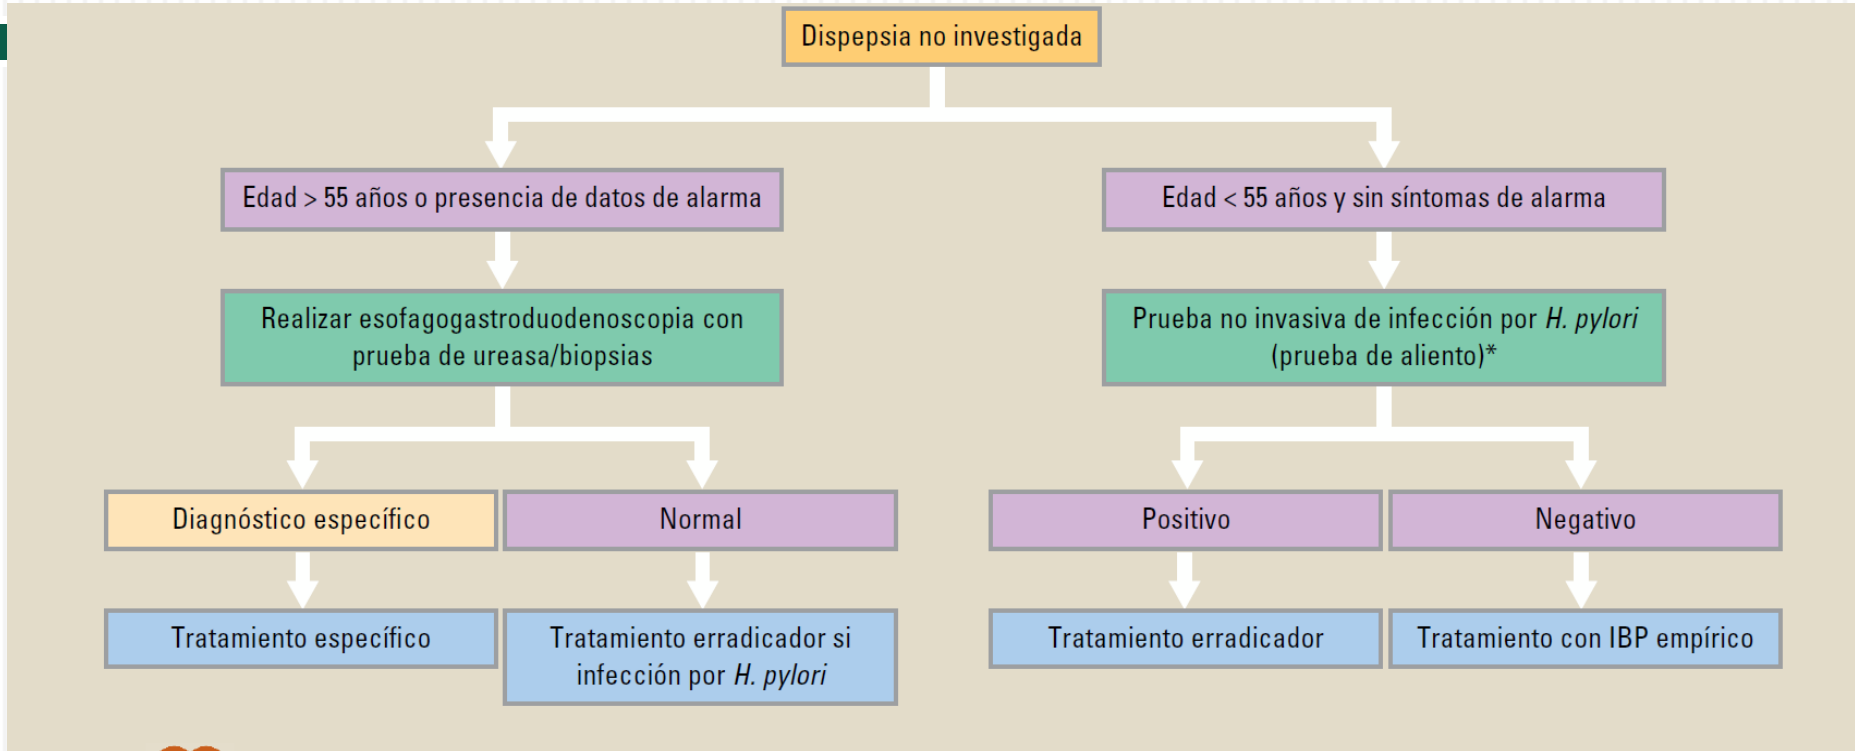 Dispepsia no investigada
Edad > 55 años o presencia de datos de alarma
Edad < 55 años y sin síntomas de alarma
Realizar esofagogastroduodenoscopia con
prueba de ureasa/biopsias
Prueba no invasiva de infección por H. pylori
(prueba de aliento)*
Diagnóstico específico
Normal
Positivo
Negativo
Tratamiento específico
Tratamiento erradicador si
infección por H. pylori
Tratamiento erradicador
Tratamiento con IBP empírico